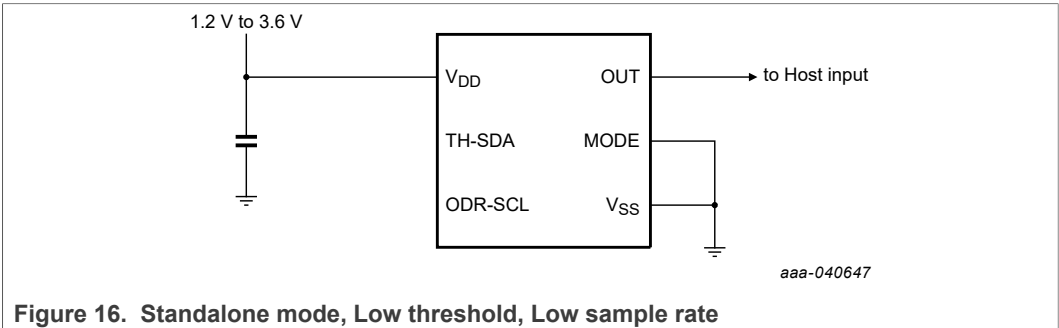 1.2 V to 3.6 V
VDD
OUT
to Host input
TH-SDA
MODE
ODR-SCL
VSS
aaa-040647
Figure 16. Standalone mode, Low threshold, Low sample rate